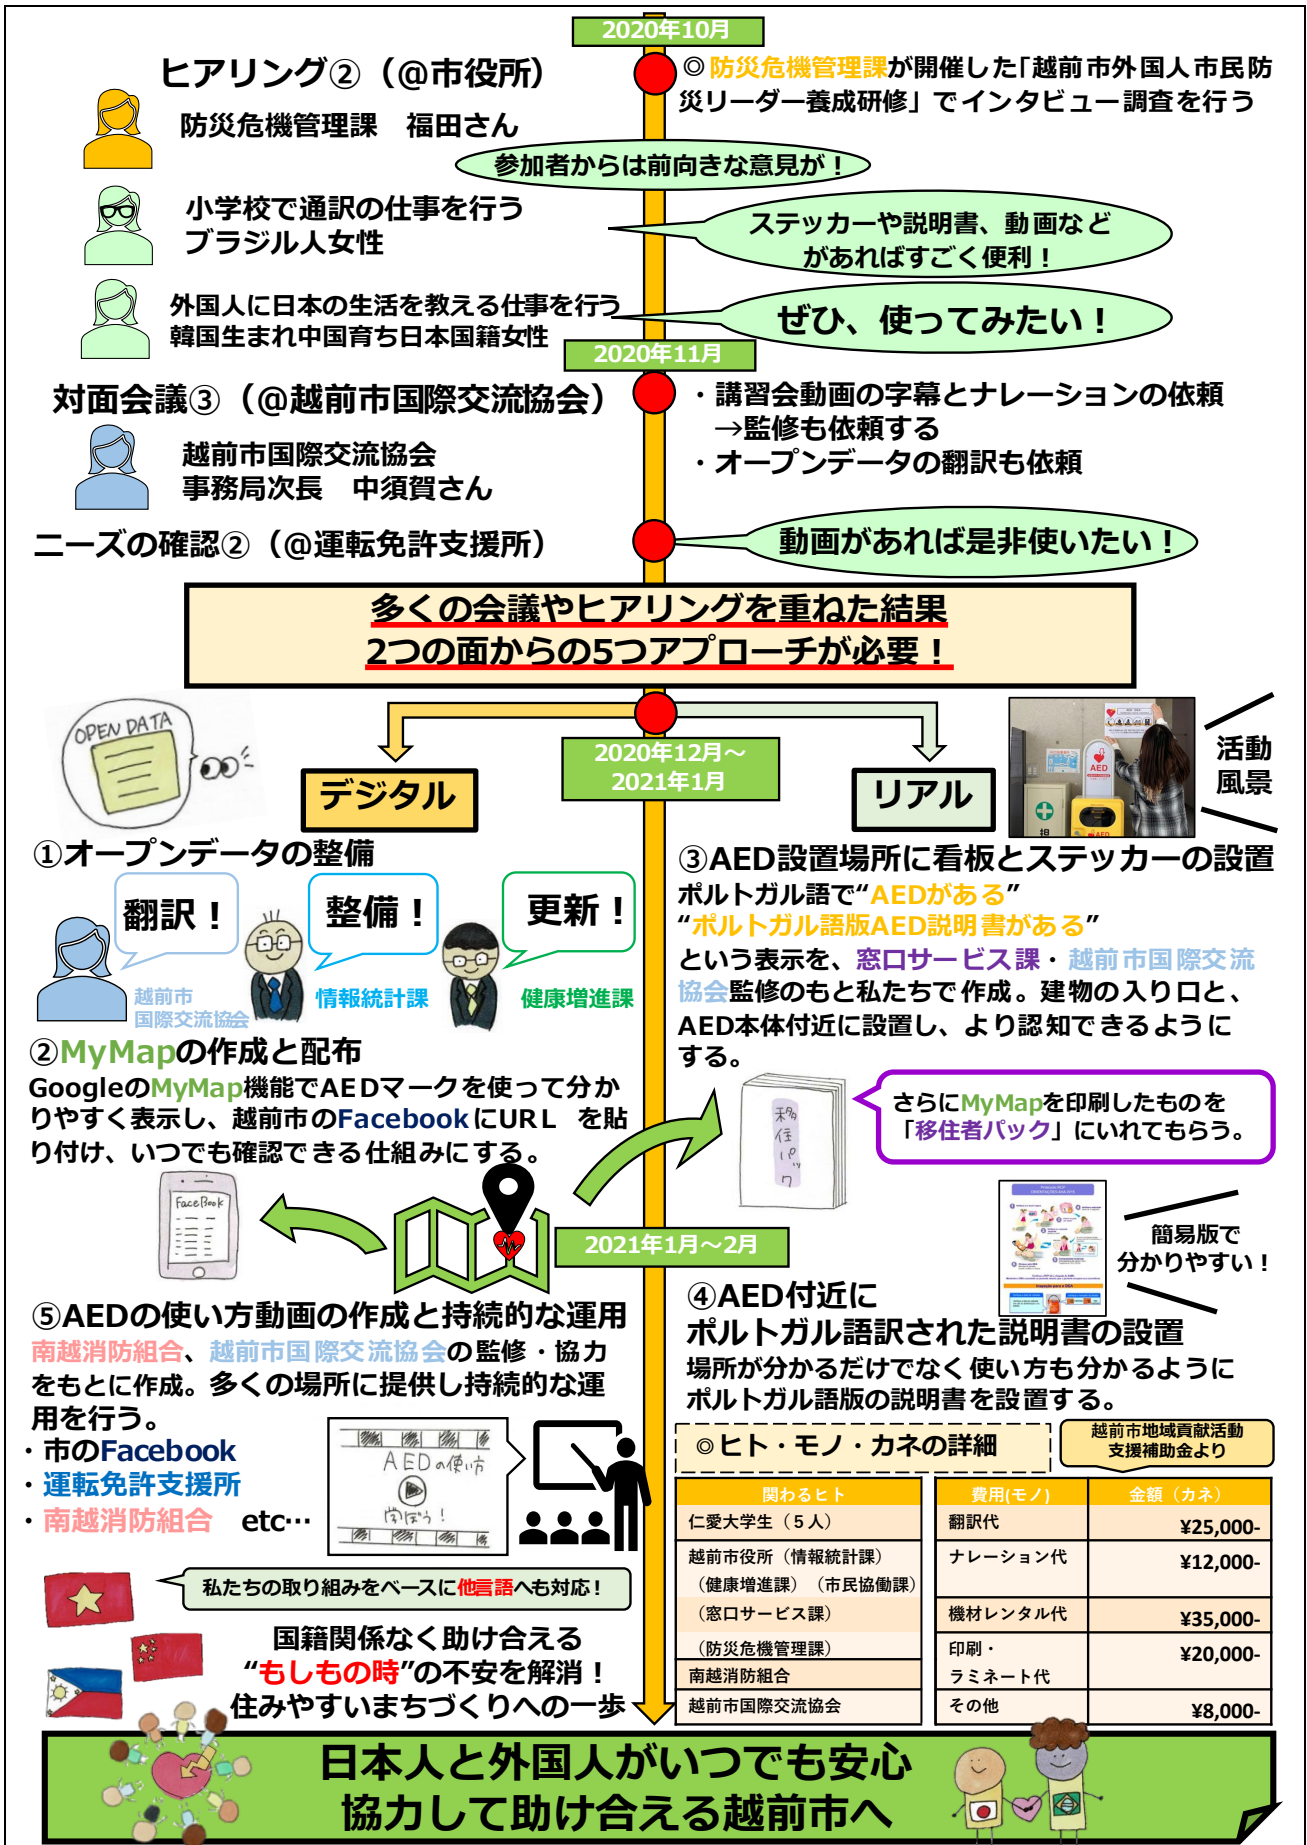 2020年10月
ヒアリング②（@市役所）
防災危機管理課　福田さん
◎防災危機管理課が開催した「越前市外国人市民防
災リーダー養成研修」でインタビュー調査を行う
参加者からは前向きな意見が！
小学校で通訳の仕事を行う
ブラジル人女性
ステッカーや説明書、動画など
があればすごく便利！
外国人に日本の生活を教える仕事を行う
韓国生まれ中国育ち日本国籍女性
ぜひ、使ってみたい！
2020年11月
対面会議③（@越前市国際交流協会）
越前市国際交流協会
事務局次長　中須賀さん
・講習会動画の字幕とナレーションの依頼
→監修も依頼する
・オープンデータの翻訳も依頼
ニーズの確認②（@運転免許支援所）
動画があれば是非使いたい！
多くの会議やヒアリングを重ねた結果
2つの面からの5つアプローチが必要！
2020年12月～
2021年1月
OPEN DATA
デジタル
リアル
AED
AED
活動
風景
①オープンデータの整備
翻訳！
整備！
更新！
越前市
国際交流協会
情報統計課
健康増進課
②MyMapの作成と配布
GoogleのMyMap機能でAEDマークを使って分か
りやすく表示し、越前市のFacebookにURL を貼
り付け、いつでも確認できる仕組みにする。
FaceBook
③AED設置場所に看板とステッカーの設置
ポルトガル語で“AEDがある”
“ポルトガル語版AED説明書がある”
という表示を、窓口サービス課・越前市国際交流
協会監修のもと私たちで作成。建物の入り口と、
AED本体付近に設置し、より認知できるように
する。
移住パック
さらにMyMapを印刷したものを
「移住者パック」にいれてもらう。
2021年1月～2月
簡易版で
分かりやすい！
④AED付近に
ポルトガル語訳された説明書の設置
場所が分かるだけでなく使い方も分かるように
ポルトガル語版の説明書を設置する。
⑤AEDの使い方動画の作成と持続的な運用
南越消防組合、越前市国際交流協会の監修・協力
をもとに作成。多くの場所に提供し持続的な運
用を行う。
・市のFacebook
・運転免許支援所
・南越消防組合　etc…
AEDの使い方
学ぼう！
◎ヒト・モノ・カネの詳細
越前市地域貢献活動
支援補助金より
関わるヒト
仁愛大学生（５人）
越前市役所（情報統計課）
（健康増進課）（市民協働課）
（窓口サービス課）
（防災危機管理課）
南越消防組合
越前市国際交流協会
費用(モノ)　金額（カネ）
翻訳代　¥25,000-
ナレーション代　¥12,000-
機材レンタル代　¥35,000-
印刷・
ラミネート代　¥20,000-
その他　¥8,000-
私たちの取り組みをベースに他言語へも対応！
国籍関係なく助け合える
“もしもの時”の不安を解消！
住みやすいまちづくりへの一歩
日本人と外国人がいつでも安心
協力して助け合える越前市へ